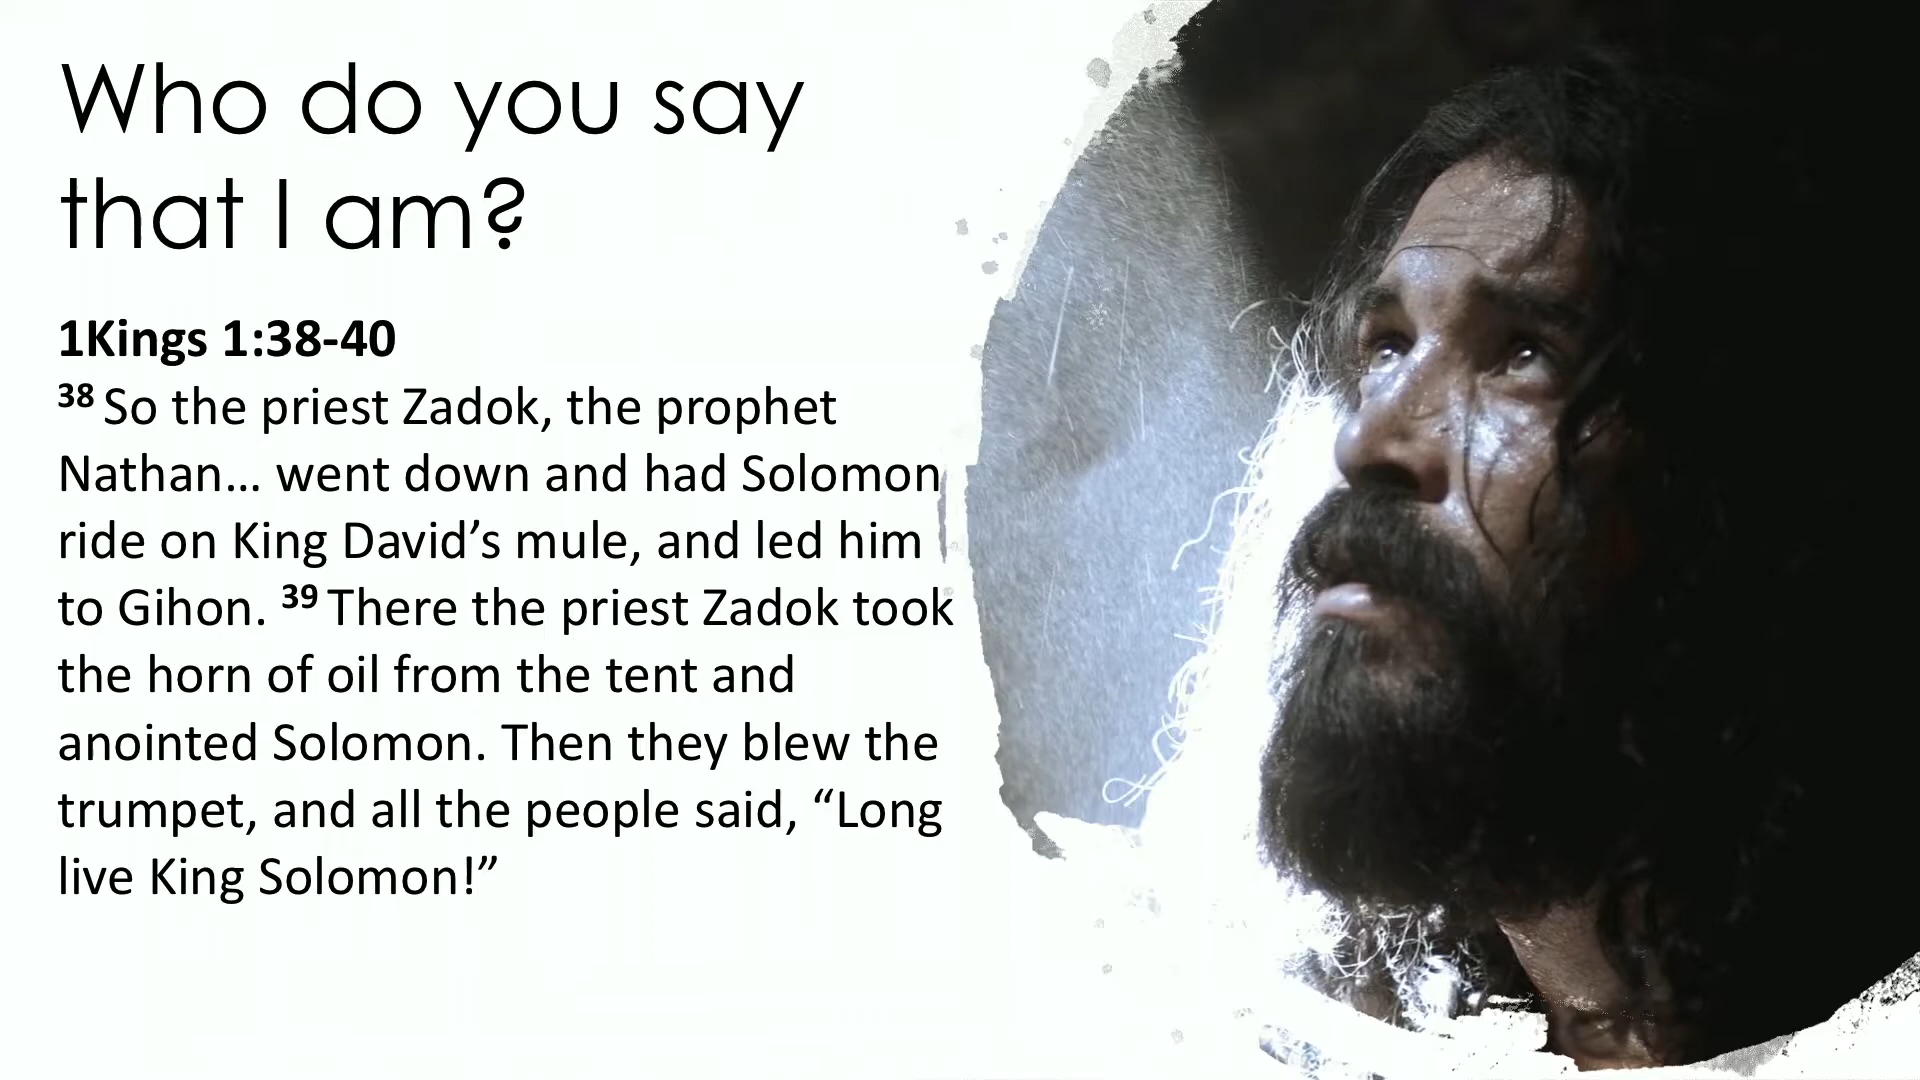 Who do you say
that I am?
1Kings 1:38-40
38 So the priest Zadok, the prophet
Nathan… went down and had Solomon
ride on King David’s mule, and led him
to Gihon. 39 There the priest Zadok took
the horn of oil from the tent and
anointed Solomon. Then they blew the
trumpet, and all the people said, “Long
live King Solomon!”